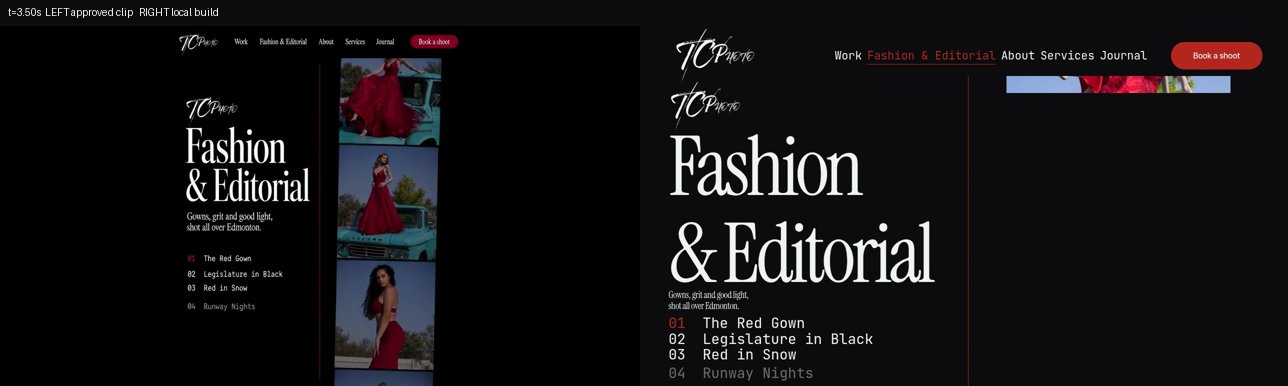 t=3.50s LEFT approved clip RIGHT local build
TCPHOTO Work Fashion & Editorial About Services Journal Book a shoot
TCPHOTO
Fashion
& Editorial
Gowns, grit and good light,
shot all over Edmonton.
01 The Red Gown
02 Legislature in Black
03 Red in Snow
04 Runway Nights
TCPHOTO Work Fashion & Editorial About Services Journal Book a shoot
TCPHOTO
Fashion
& Editorial
Gowns, grit and good light,
shot all over Edmonton.
01 The Red Gown
02 Legislature in Black
03 Red in Snow
04 Runway Nights